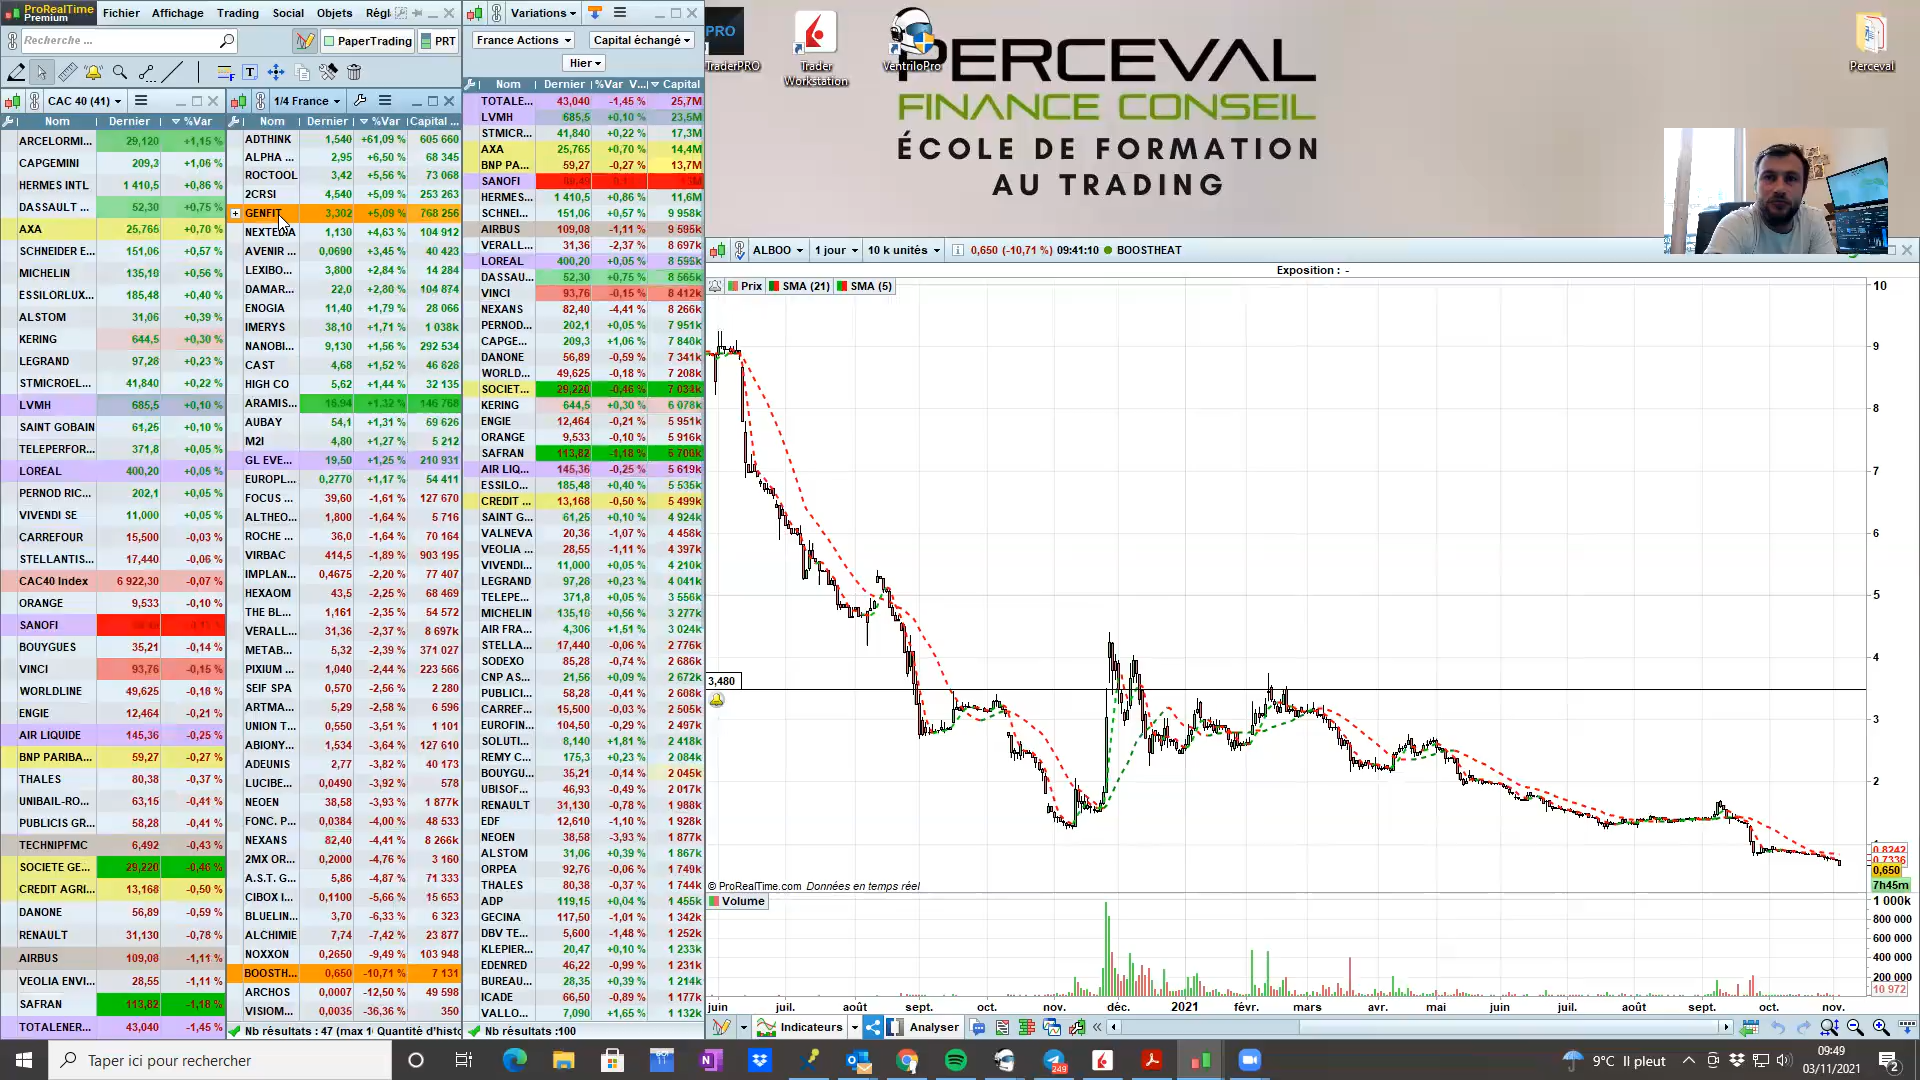 ProRealTime
Premium
Fichier Affichage Trading Social Objets Régl
Recherche ...
PaperTrading PRT
CAC 40 (41)
Nom Dernier %Var
ARCELORMI... 29,120 +1,15 %
CAPGEMINI 209,3 +1,06 %
HERMES INTL 1 410,5 +0,86 %
DASSAULT ... 52,30 +0,75 %
AXA 25,765 +0,70 %
SCHNEIDER E... 151,06 +0,57 %
MICHELIN 135,10 +0,56 %
ESSILORLUX... 185,48 +0,40 %
ALSTOM 31,06 +0,39 %
KERING 644,5 +0,30 %
LEGRAND 97,28 +0,23 %
STMICROEL... 41,840 +0,22 %
LVMH 685,5 +0,10 %
SAINT GOBAIN 61,25 +0,10 %
TELEPERFOR... 371,8 +0,05 %
LOREAL 400,20 +0,05 %
PERNOD RIC... 202,1 +0,05 %
VIVENDI SE 11,000 +0,05 %
CARREFOUR 15,500 -0,03 %
STELLANTIS... 17,440 -0,06 %
CAC40 Index 6 922,30 -0,07 %
ORANGE 9,533 -0,10 %
SANOFI
BOUYGUES 35,21 -0,14 %
VINCI 93,76 -0,15 %
WORLDLINE 49,625 -0,18 %
ENGIE 12,464 -0,21 %
AIR LIQUIDE 145,36 -0,25 %
BNP PARIBA... 59,27 -0,27 %
THALES 80,38 -0,37 %
UNIBAIL-RO... 63,15 -0,41 %
PUBLICIS GR... 58,28 -0,41 %
TECHNIPFMC 6,492 -0,43 %
SOCIETE GE... 29,220 -0,46 %
CREDIT AGRI... 13,168 -0,50 %
DANONE 56,89 -0,59 %
RENAULT 31,130 -0,78 %
AIRBUS 109,08 -1,11 %
VEOLIA ENVI... 28,55 -1,11 %
SAFRAN 113,82 -1,18 %
TOTALENER... 43,040 -1,45 %
1/4 France
Nom Dernier %Var Capital ...
ADTHINK 1,540 +61,09 % 605 660
ALPHA ... 2,95 +6,50 % 68 345
ROCTOOL 3,42 +5,56 % 73 068
2CRSI 4,540 +5,09 % 253 263
GENFIT 3,302 +5,09 % 768 256
NEXTEDIA 1,130 +4,63 % 104 912
AVENIR ... 0,0690 +3,45 % 40 423
LEXIBO... 3,800 +2,84 % 14 284
DAMAR... 22,0 +2,80 % 104 874
ENOGIA 11,40 +1,79 % 28 066
IMERYS 38,10 +1,71 % 1 038k
NANOBI... 9,130 +1,56 % 292 534
CAST 4,68 +1,52 % 46 828
HIGH CO 5,62 +1,44 % 32 135
ARAMIS... 16,94 +1,32 % 146 768
AUBAY 54,1 +1,31 % 69 626
M2I 4,80 +1,27 % 5 212
GL EVE... 19,50 +1,25 % 210 931
EUROPL... 0,2770 +1,17 % 54 411
FOCUS ... 39,60 -1,61 % 127 670
ALTHEO... 1,800 -1,64 % 5 716
ROCHE ... 36,0 -1,64 % 70 164
VIRBAC 414,5 -1,89 % 903 195
IMPLAN... 0,4675 -2,20 % 77 407
HEXAOM 43,5 -2,25 % 68 469
THE BL... 1,161 -2,35 % 54 572
VERALL... 31,36 -2,37 % 8 697k
METAB... 5,32 -2,39 % 371 027
PIXIUM ... 1,040 -2,44 % 223 566
SEIF SPA 0,570 -2,56 % 2 280
ARTMA... 5,29 -2,58 % 6 596
UNION T... 0,550 -3,51 % 1 101
ABIONY... 1,534 -3,64 % 127 610
ADEUNIS 2,77 -3,82 % 40 173
LUCIBE... 0,0490 -3,92 % 578
NEOEN 38,58 -3,93 % 1 877k
FONC. P... 0,0384 -4,00 % 48 533
NEXANS 82,40 -4,41 % 8 266k
2MX OR... 0,2000 -4,76 % 3 160
A.S.T. G... 5,86 -4,87 % 71 333
CIBOX I... 0,1100 -5,66 % 15 653
BLUELIN... 3,70 -6,33 % 6 323
ALCHIMIE 7,74 -7,42 % 23 877
NOXXON 0,2650 -9,49 % 103 948
BOOSTH... 0,650 -10,71 % 7 131
ARCHOS 0,0007 -12,50 % 49 598
VISIOM... 0,0035 -36,36 % 350
Nb résultats : 47 (max 1 Quantité d'histo
Variations
France Actions Capital échangé
Hier
Nom Dernier %Var V... Capital
TOTALE... 43,040 -1,45 % 25,7M
LVMH 685,5 +0,10 % 23,5M
STMICR... 41,840 +0,22 % 17,3M
AXA 25,765 +0,70 % 14,4M
BNP PA... 59,27 -0,27 % 13,7M
SANOFI
HERMES... 1 410,5 +0,86 % 11,6M
SCHNEI... 151,06 +0,57 % 9 958k
AIRBUS 109,08 -1,11 % 9 595k
VERALL... 31,36 -2,37 % 8 697k
LOREAL 400,20 +0,05 % 8 595k
DASSAU... 52,30 +0,75 % 8 565k
VINCI 93,76 -0,15 % 8 412k
NEXANS 82,40 -4,41 % 8 266k
PERNOD... 202,1 +0,05 % 7 951k
CAPGE... 209,3 +1,06 % 7 840k
DANONE 56,89 -0,59 % 7 341k
WORLD... 49,625 -0,18 % 7 208k
SOCIET... 29,220 -0,46 % 7 031k
KERING 644,5 +0,30 % 6 078k
ENGIE 12,464 -0,21 % 5 951k
ORANGE 9,533 -0,10 % 5 916k
SAFRAN 113,82 -1,18 % 5 706k
AIR LIQ... 145,36 -0,25 % 5 619k
ESSILO... 185,48 +0,40 % 5 535k
CREDIT ... 13,168 -0,50 % 5 499k
SAINT G... 61,25 +0,10 % 4 924k
VALNEVA 20,36 -1,07 % 4 458k
VEOLIA ... 28,55 -1,11 % 4 397k
VIVENDI... 11,000 +0,05 % 4 210k
LEGRAND 97,28 +0,23 % 4 041k
TELEPE... 371,8 +0,05 % 3 556k
MICHELIN 135,10 +0,56 % 3 277k
AIR FRA... 4,306 +1,51 % 3 024k
STELLA... 17,440 -0,06 % 2 776k
SODEXO 85,28 -0,74 % 2 686k
CNP AS... 21,56 +0,09 % 2 672k
PUBLICI... 58,28 -0,41 % 2 608k
CARREF... 15,500 -0,03 % 2 505k
EUROFIN... 104,50 -0,29 % 2 497k
SOLUTI... 8,140 +1,81 % 2 418k
REMY C... 175,3 +0,23 % 2 084k
BOUYGU... 35,21 -0,14 % 2 045k
UBISOF... 46,93 -0,49 % 2 017k
RENAULT 31,130 -0,78 % 1 988k
EDF 12,610 -1,10 % 1 928k
NEOEN 38,58 -3,93 % 1 877k
ALSTOM 31,06 +0,39 % 1 867k
ORPEA 92,76 -0,06 % 1 749k
THALES 80,38 -0,37 % 1 744k
ADP 119,15 +0,04 % 1 455k
GECINA 117,50 -1,01 % 1 342k
DBV TE... 5,600 -1,48 % 1 252k
KLEPIER... 20,47 +0,10 % 1 233k
EDENRED 46,22 -0,99 % 1 231k
BUREAU... 28,35 +0,39 % 1 214k
ICADE 66,50 -0,89 % 1 177k
VALLO... 7,090 +1,65 % 1 132k
Nb résultats :100
PRO
TraderPRO
Trader
Workstation
VentriloPro
PERCEVAL
FINANCE CONSEIL
ÉCOLE DE FORMATION
AU TRADING
Perceval
ALBOO 1 jour 10 k unités 0,650 (-10,71 %) 09:41:10 BOOSTHEAT
Exposition : -
Prix SMA (21) SMA (5)
10
9
8
7
6
5
4
3,480
3
2
0,8242
0,7336
0,650
7h45m
© ProRealTime.com Données en temps réel
Volume
1 000k
800 000
600 000
400 000
200 000
10 972
juin juil. août sept. oct. nov. déc. 2021 févr. mars avr. mai juin juil. août sept. oct. nov.
Indicateurs Analyser
Taper ici pour rechercher
249
9°C Il pleut
09:49
03/11/2021
2